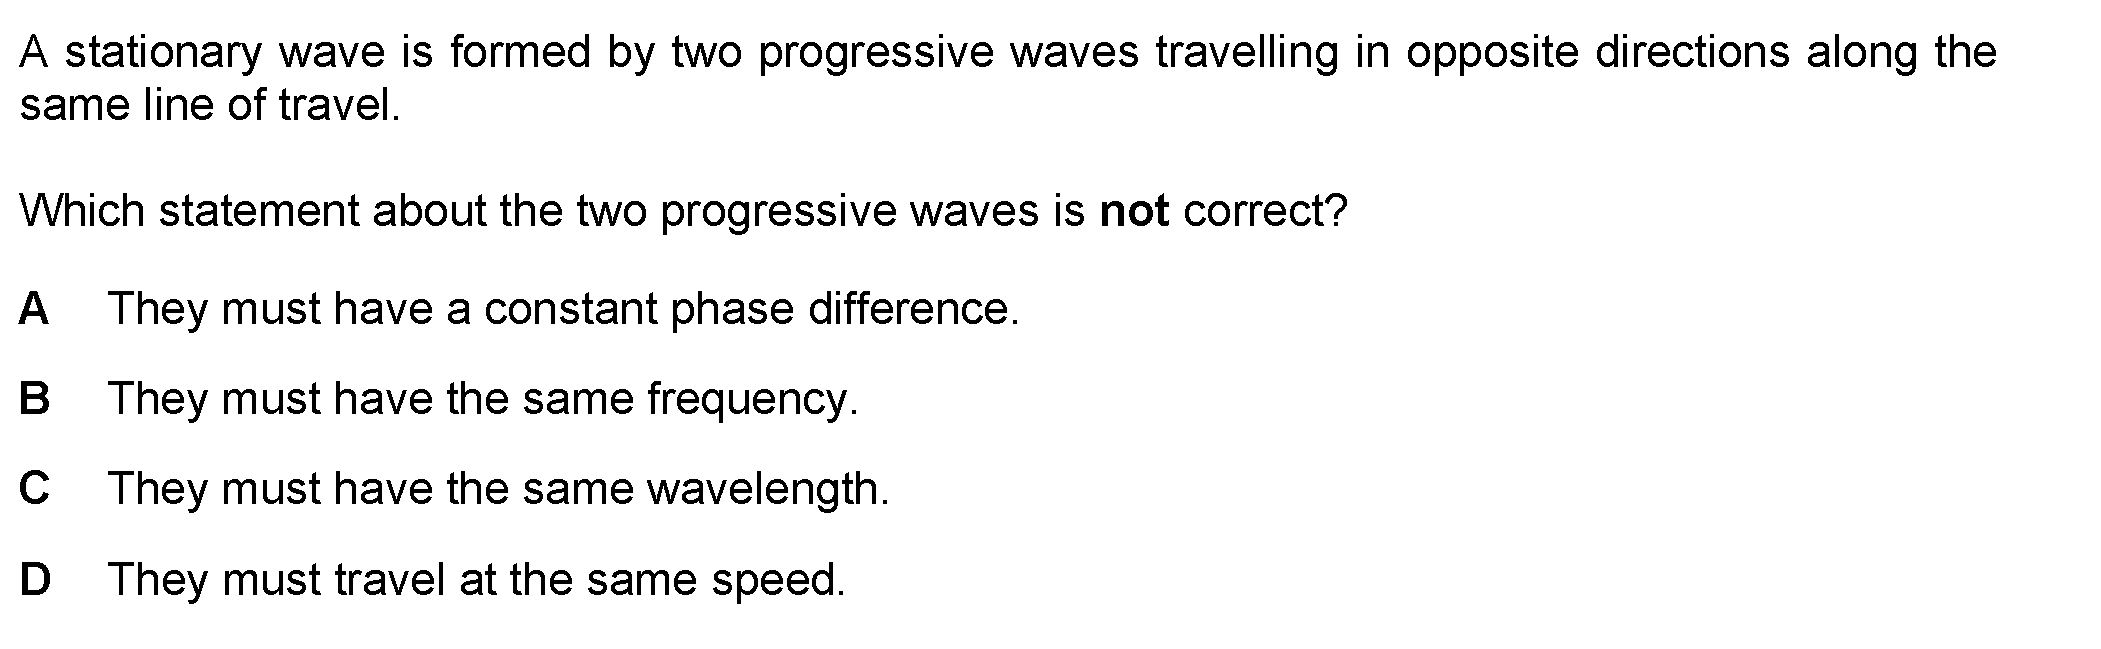 A stationary wave is formed by two progressive waves travelling in opposite directions along the
same line of travel.
Which statement about the two progressive waves is not correct?
A They must have a constant phase difference.
B They must have the same frequency.
C They must have the same wavelength.
D They must travel at the same speed.